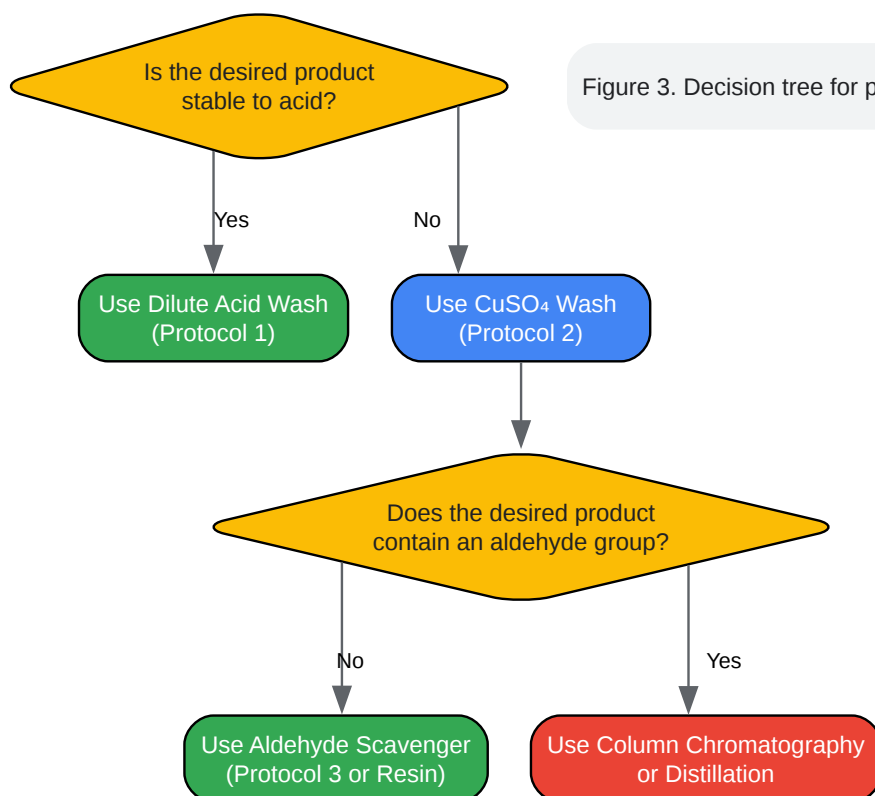 Is the desired product
stable to acid?
Figure 3. Decision tree for p
Yes
No
Use Dilute Acid Wash
(Protocol 1)
Use CuSO₄ Wash
(Protocol 2)
Does the desired product
contain an aldehyde group?
No
Yes
Use Aldehyde Scavenger
(Protocol 3 or Resin)
Use Column Chromatography
or Distillation